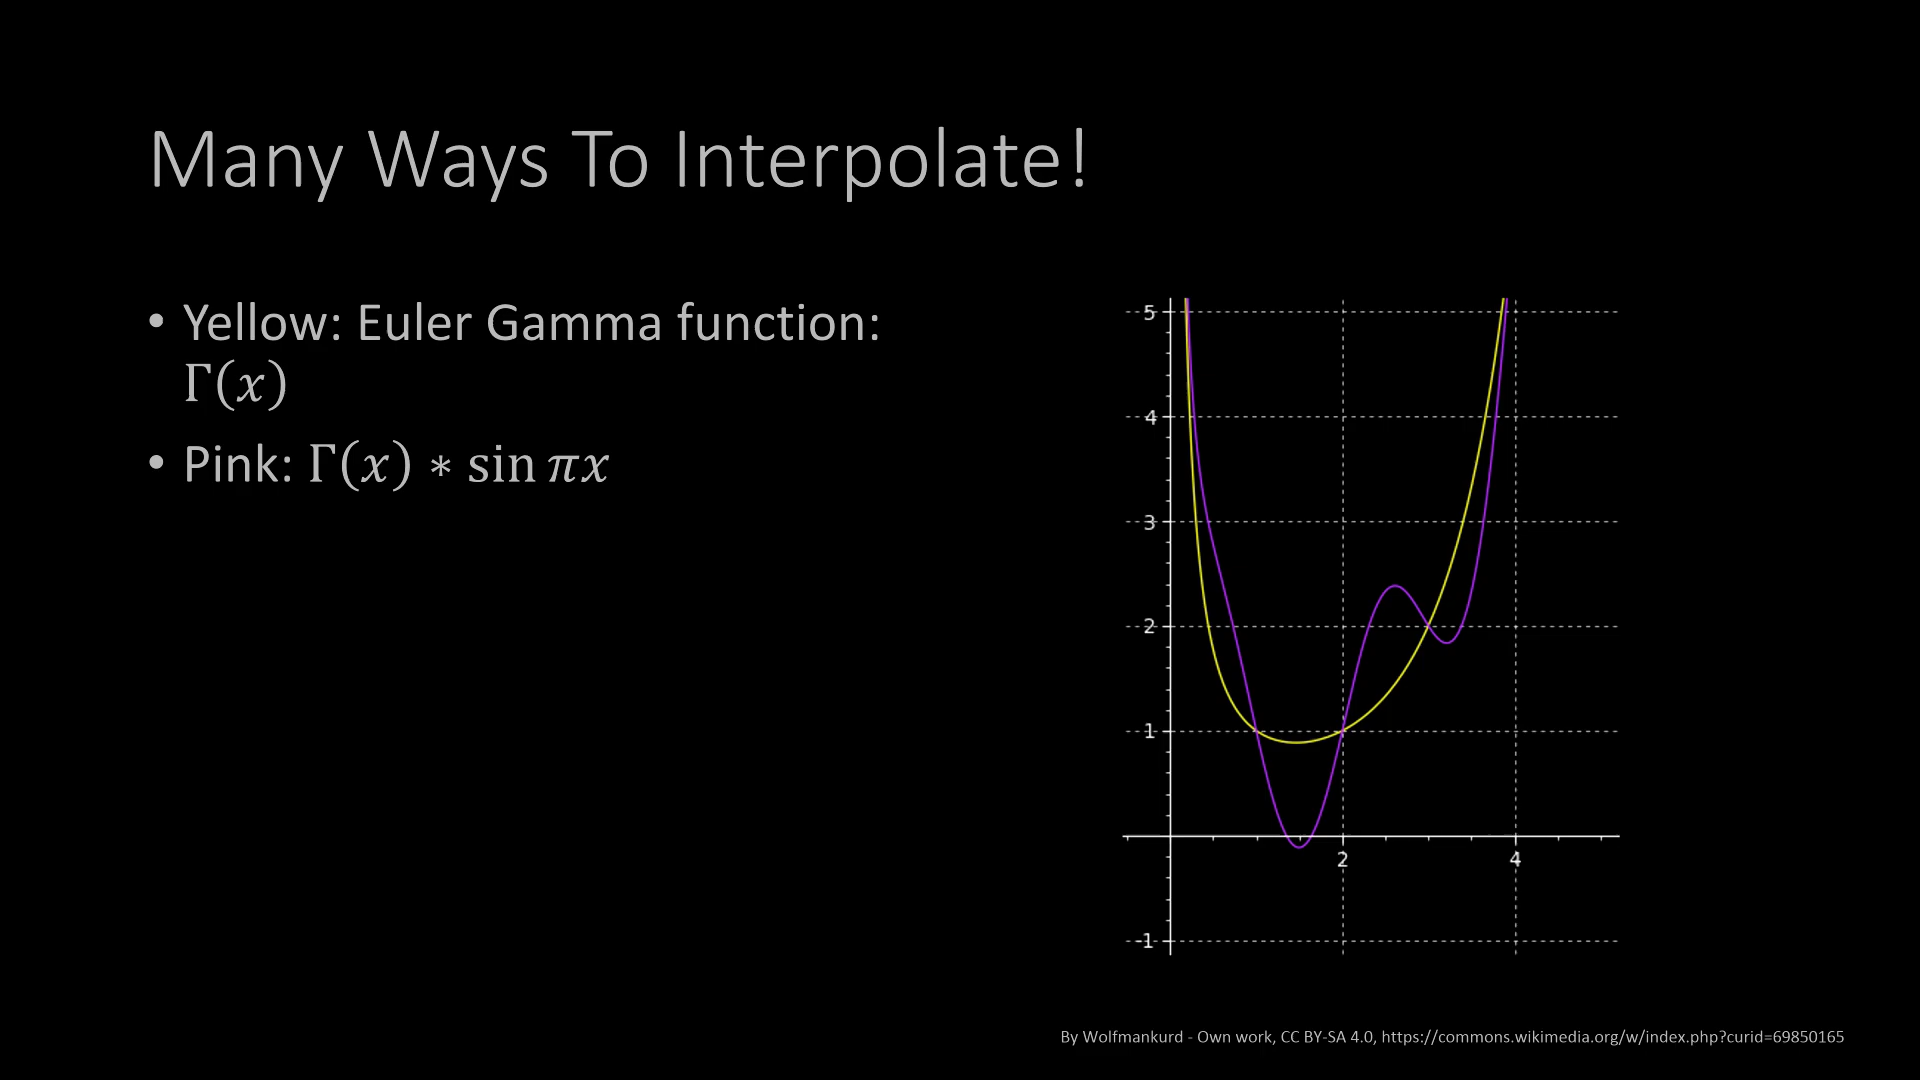 Many Ways To Interpolate!
• Yellow: Euler Gamma function:
Γ(x)
• Pink: Γ(x) ∗ sin πx
5
4
3
2
1
2
4
-1
By Wolfmankurd - Own work, CC BY-SA 4.0, https://commons.wikimedia.org/w/index.php?curid=69850165